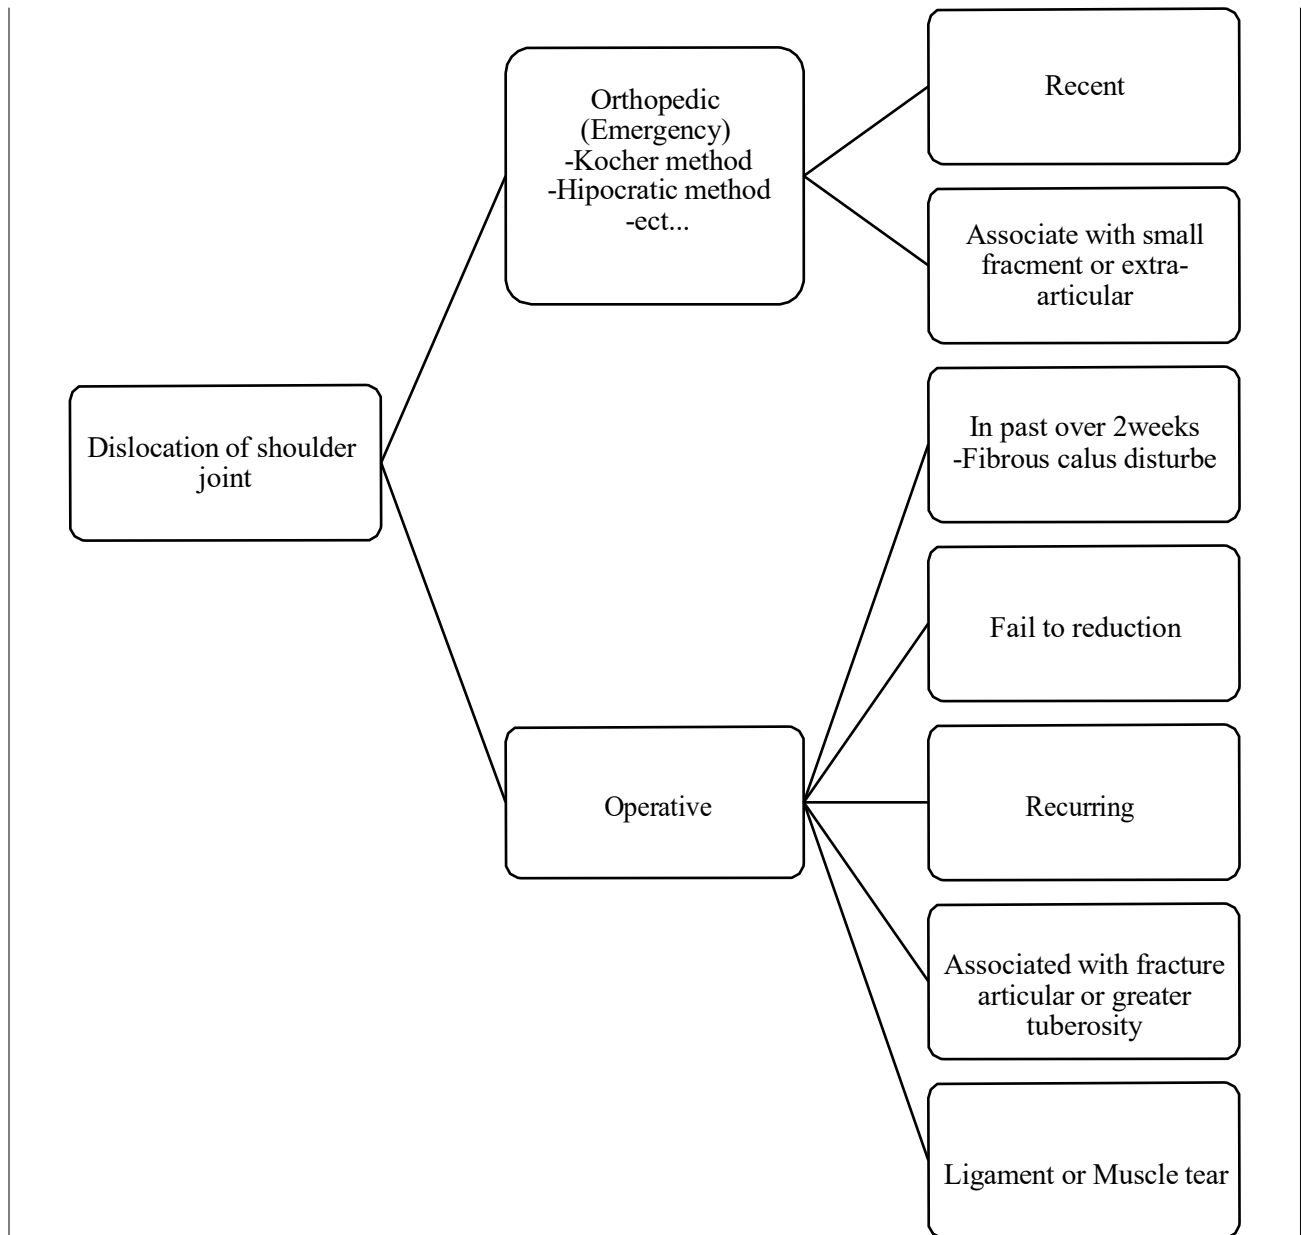 Dislocation of shoulder
joint
Orthopedic
(Emergency)
-Kocher method
-Hipocratic method
-ect...
Recent
Associate with small
fracment or extra-
articular
Operative
In past over 2weeks
-Fibrous calus disturbe
Fail to reduction
Recurring
Associated with fracture
articular or greater
tuberosity
Ligament or Muscle tear